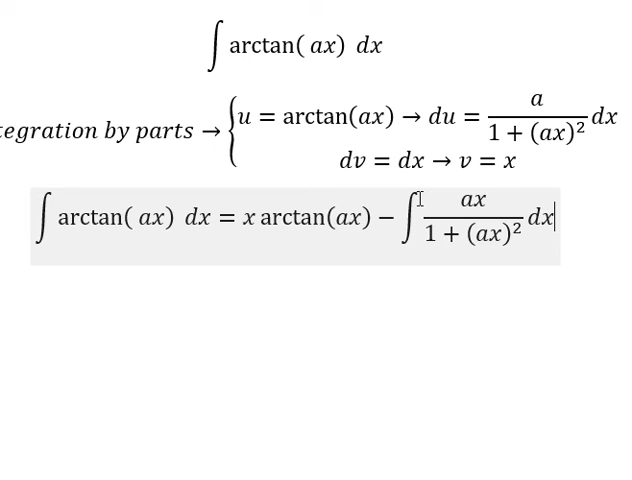 ∫ arctan( ax) dx
tegration by parts → { u = arctan(ax) → du = a / (1 + (ax)²) dx
dv = dx → v = x
∫ arctan( ax) dx = x arctan(ax) − ∫ ax / (1 + (ax)²) dx